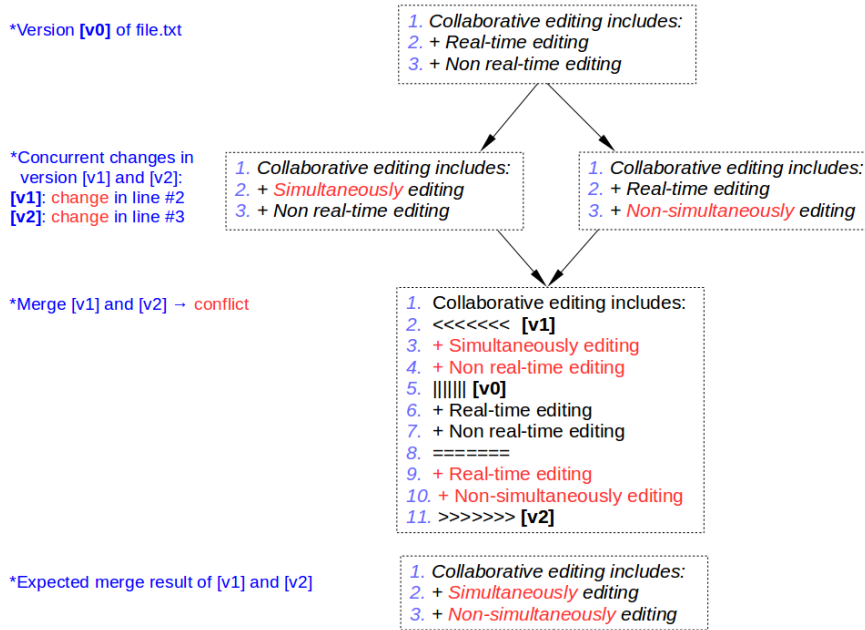 *Version [v0] of file.txt
1. Collaborative editing includes:
2. + Real-time editing
3. + Non real-time editing
*Concurrent changes in
version [v1] and [v2]:
[v1]: change in line #2
[v2]: change in line #3
1. Collaborative editing includes:
2. + Simultaneously editing
3. + Non real-time editing
1. Collaborative editing includes:
2. + Real-time editing
3. + Non-simultaneously editing
*Merge [v1] and [v2] → conflict
1. Collaborative editing includes:
2. <<<<<<< [v1]
3. + Simultaneously editing
4. + Non real-time editing
5. ||||||| [v0]
6. + Real-time editing
7. + Non real-time editing
8. =======
9. + Real-time editing
10. + Non-simultaneously editing
11. >>>>>>> [v2]
*Expected merge result of [v1] and [v2]
1. Collaborative editing includes:
2. + Simultaneously editing
3. + Non-simultaneously editing